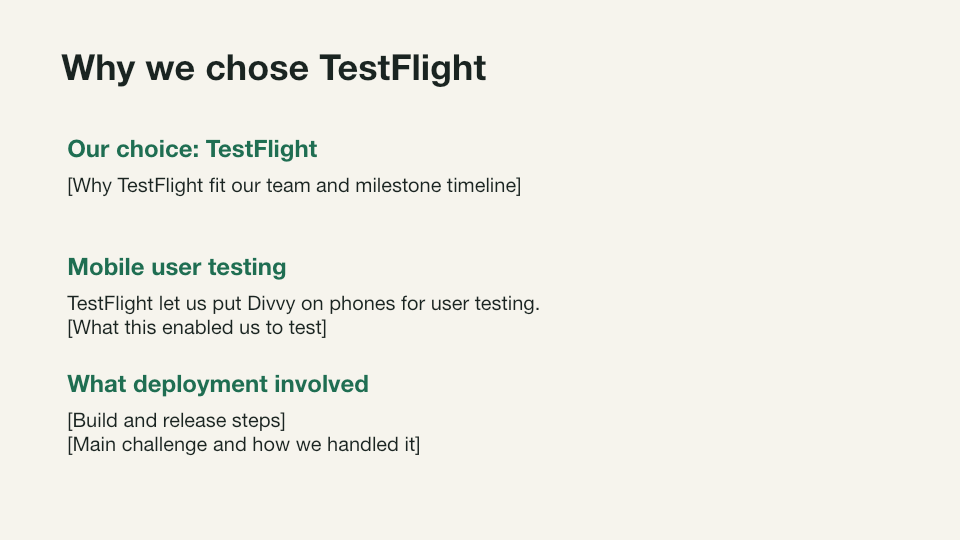 Why we chose TestFlight
Our choice: TestFlight
[Why TestFlight fit our team and milestone timeline]
Mobile user testing
TestFlight let us put Divvy on phones for user testing.
[What this enabled us to test]
What deployment involved
[Build and release steps]
[Main challenge and how we handled it]